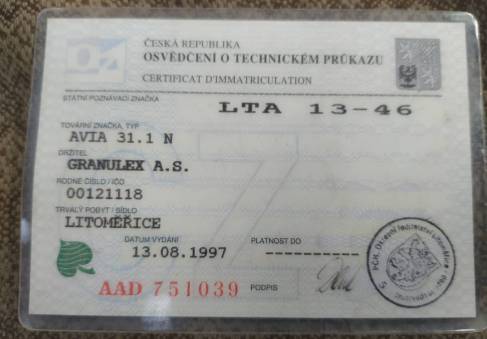 ČESKÁ REPUBLIKA
OSVĚDČENÍ O TECHNICKÉM PRŮKAZU
CERTIFICAT D'IMMATRICULATION
STÁTNÍ POZNÁVACÍ ZNAČKA
LTA 13-46
TOVÁRNÍ ZNAČKA, TYP
AVIA 31.1 N
DRŽITEL
GRANULEX A.S.
RODNÉ ČÍSLO / IČO
00121118
TRVALÝ POBYT / SÍDLO
LITOMĚŘICE
DATUM VYDÁNÍ
PLATNOST DO
13.08.1997
--------------
AAD 751039
PODPIS